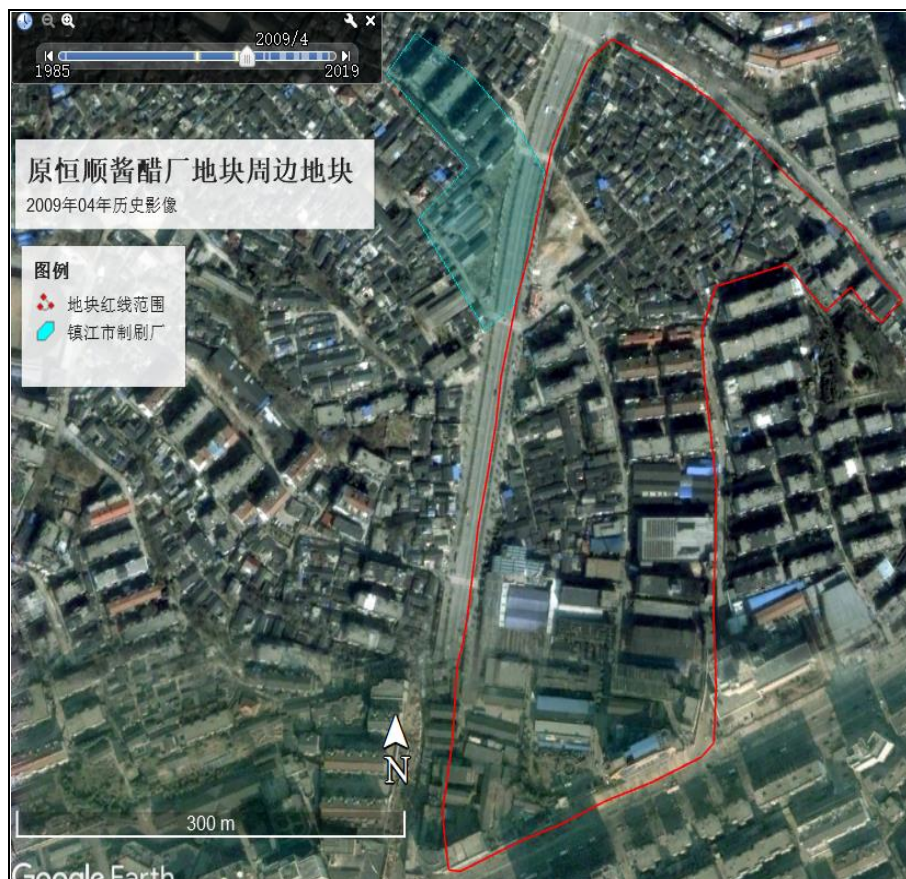 2009/4
1985
2019
原恒顺酱醋厂地块周边地块
2009年04年历史影像
图例
地块红线范围
镇江市制刷厂
N
300 m
Google Earth